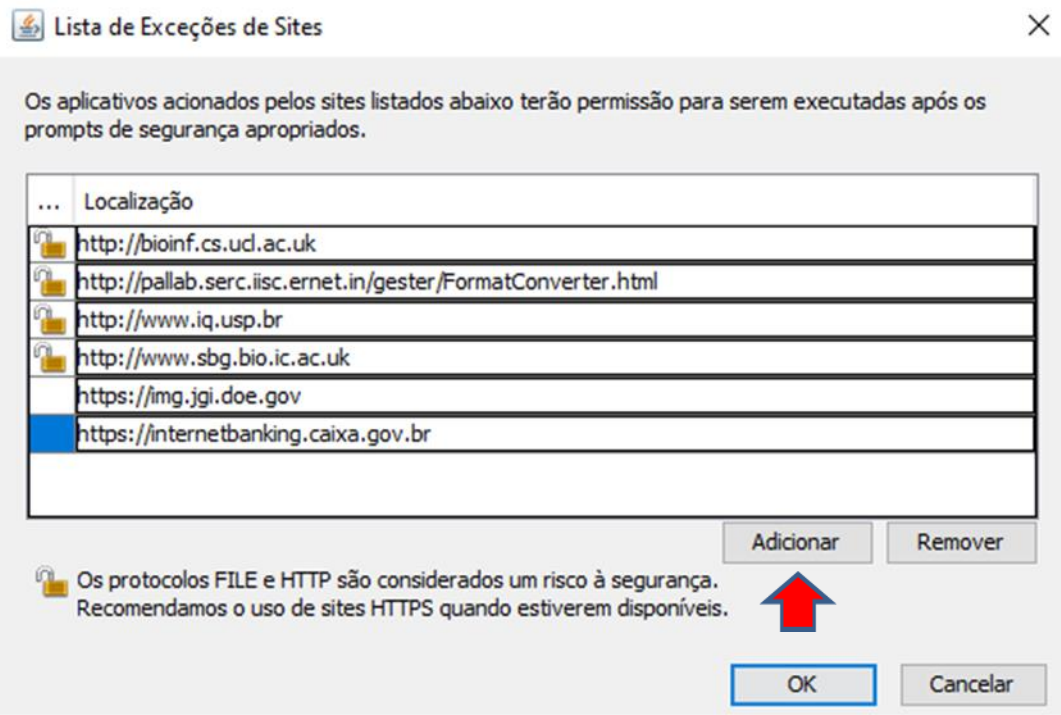 Lista de Exceções de Sites
Os aplicativos acionados pelos sites listados abaixo terão permissão para serem executadas após os
prompts de segurança apropriados.
... Localização
http://bioinf.cs.ucl.ac.uk
http://pallab.serc.iisc.ernet.in/gester/FormatConverter.html
http://www.iq.usp.br
http://www.sbg.bio.ic.ac.uk
https://img.jgi.doe.gov
https://internetbanking.caixa.gov.br
Adicionar Remover
Os protocolos FILE e HTTP são considerados um risco à segurança.
Recomendamos o uso de sites HTTPS quando estiverem disponíveis.
OK Cancelar